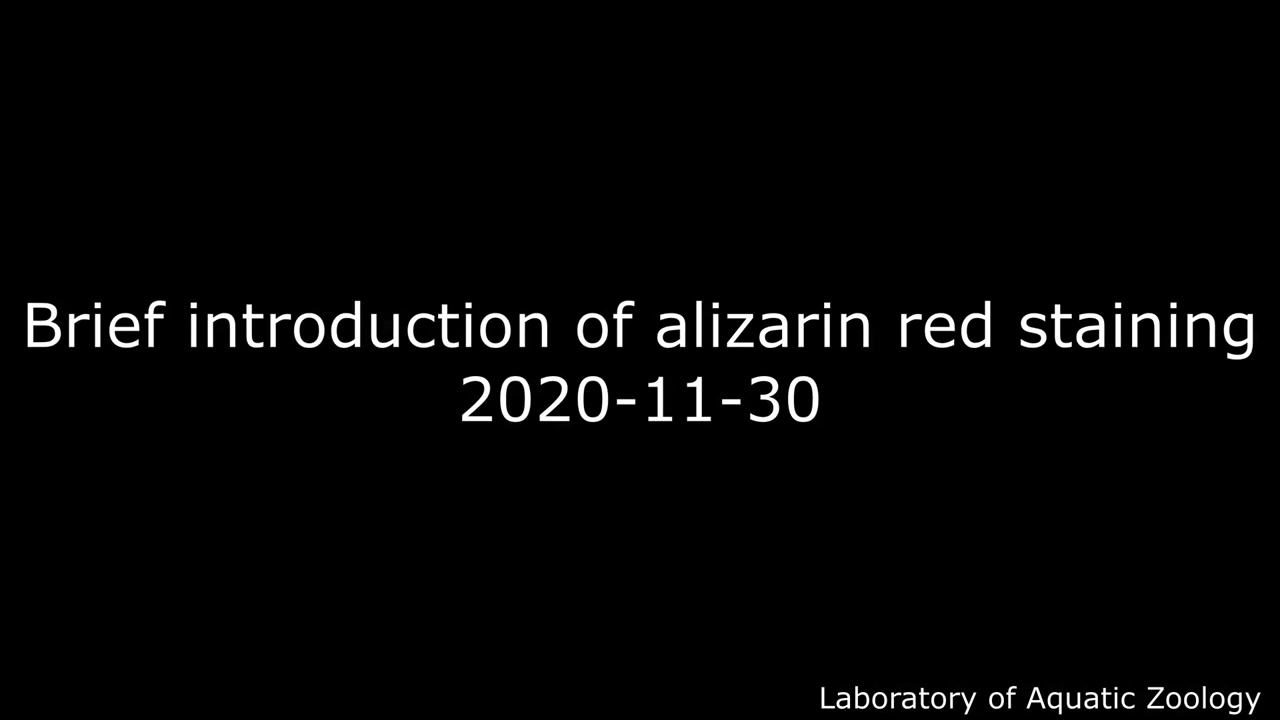 Brief introduction of alizarin red staining
2020-11-30
Laboratory of Aquatic Zoology